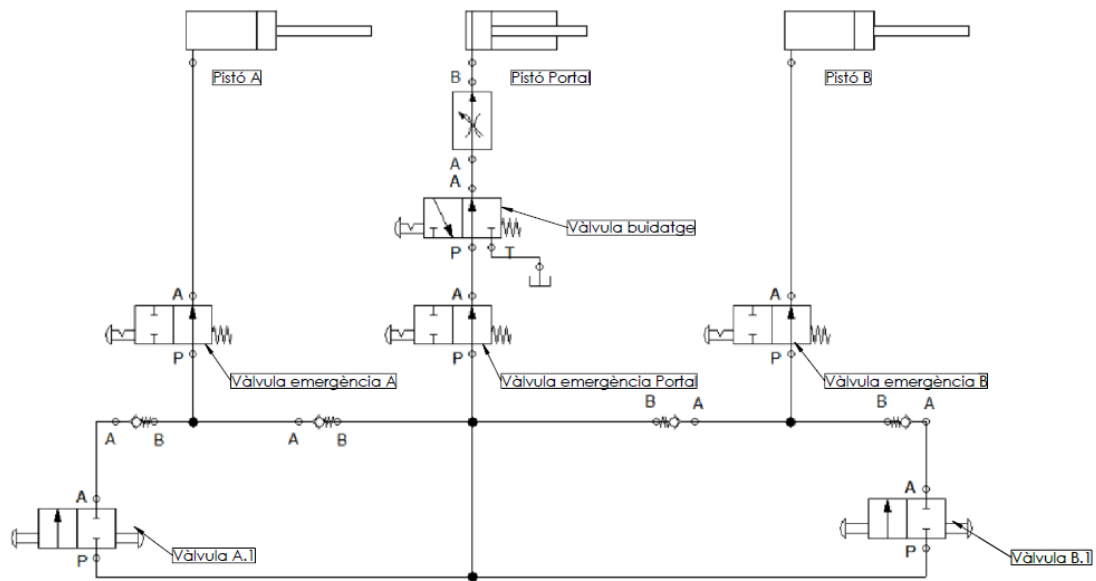 Pistó A
Pistó Portal
Pistó B
B
A
A
Vàlvula buidatge
P T
A
A
A
P
P
P
Vàlvula emergència A
Vàlvula emergència Portal
Vàlvula emergència B
A B
A B
B A
B A
A
A
Vàlvula A.1
Vàlvula B.1
P
P